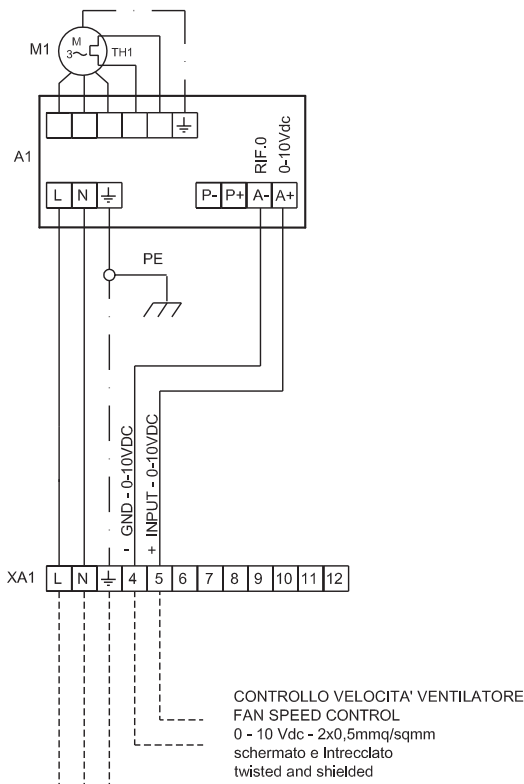 M1
M
3~
TH1
A1
RIF.0
0-10Vdc
L N P- P+ A- A+
PE
- GND - 0-10VDC
+ INPUT - 0-10VDC
XA1 L N 4 5 6 7 8 9 10 11 12
CONTROLLO VELOCITA' VENTILATORE
FAN SPEED CONTROL
0 - 10 Vdc - 2x0,5mmq/sqmm
schermato e Intrecclato
twisted and shielded